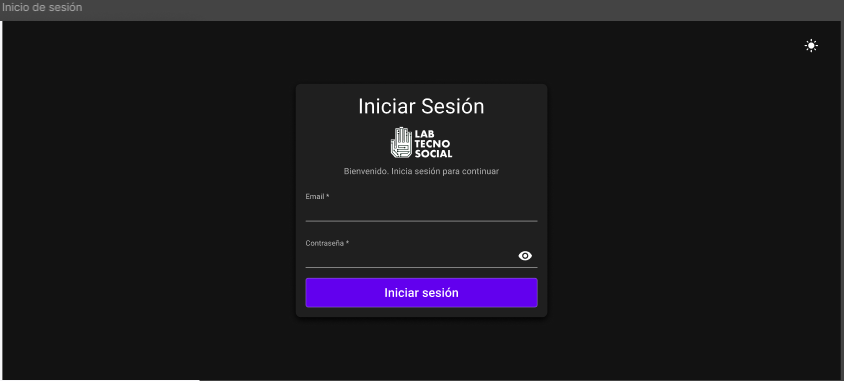 Inicio de sesión
Iniciar Sesión
LAB
TECNO
SOCIAL
Bienvenido. Inicia sesión para continuar
Email *
Contraseña *
Iniciar sesión